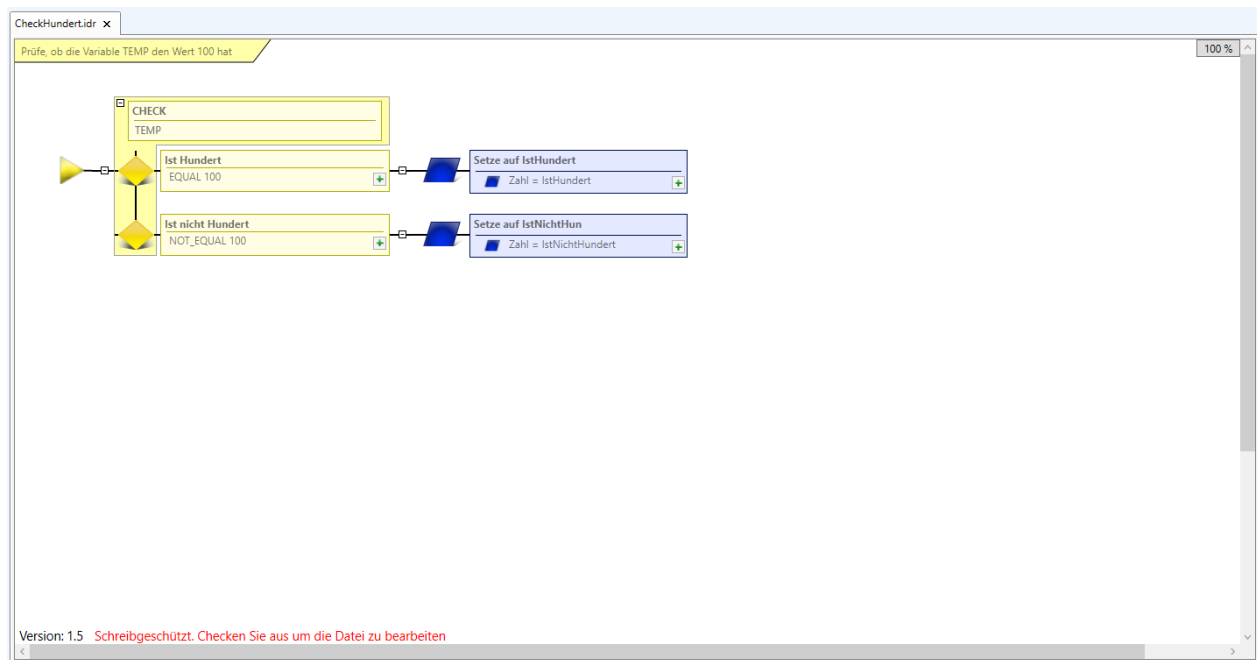 CheckHundert.idr x
Prüfe, ob die Variable TEMP den Wert 100 hat
100 %
CHECK
TEMP
Ist Hundert
EQUAL 100
Setze auf IstHundert
Zahl = IstHundert
Ist nicht Hundert
NOT_EQUAL 100
Setze auf IstNichtHun
Zahl = IstNichtHundert
Version: 1.5 Schreibgeschützt. Checken Sie aus um die Datei zu bearbeiten